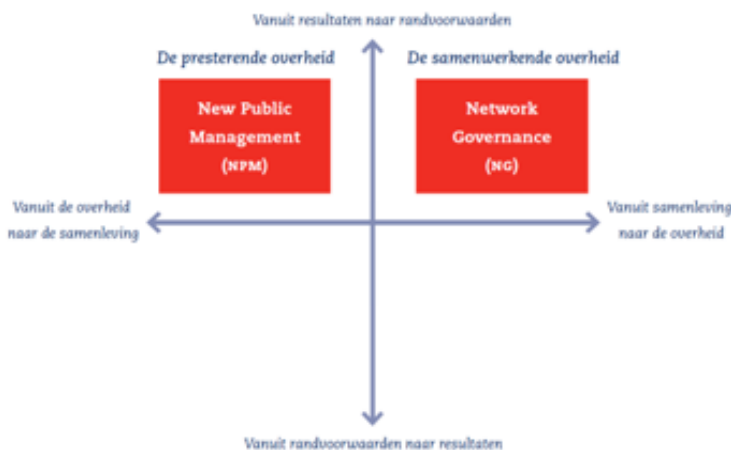 Vanuit resultaten naar randvoorwaarden
De presterende overheid
De samenwerkende overheid
New Public
Management
(NPM)
Network
Governance
(NG)
Vanuit de overheid
naar de samenleving
Vanuit samenleving
naar de overheid
Vanuit randvoorwaarden naar resultaten